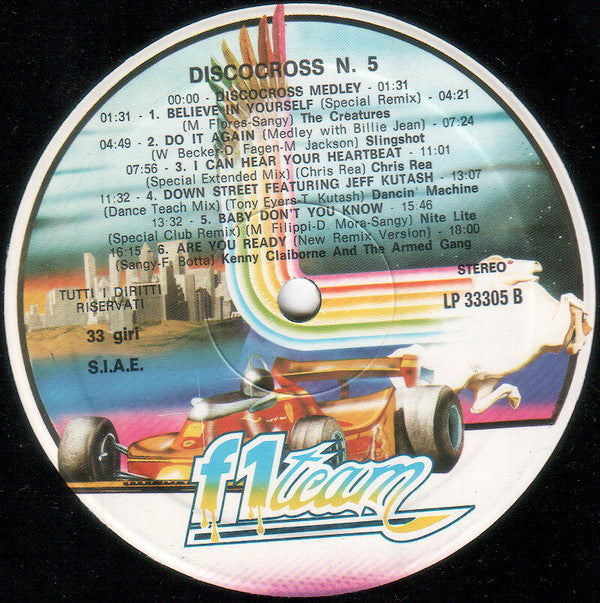 DISCOCROSS N. 5
00:00 - DISCOCROSS MEDLEY - 01:31
01:31 - 1. BELIEVE IN YOURSELF (Special Remix) - 04:21
(M Flores-Sangy) The Creatures
04:49 - 2. DO IT AGAIN (Medley with Billie Jean) - 07:24
(W Becker-D. Fagen-M Jackson) Slingshot
07:56 - 3. I CAN HEAR YOUR HEARTBEAT -
(Special Extended Mix) (Chris Rea) Chris Rea
11:32 - 4. DOWN STREET FEATURING JEFF KUTASH - 13:07
(Dance Teach Mix) (Tony Eyers-T. Kutash) Dancin' Machine
13:32 - 5. BABY DON'T YOU KNOW - 15:46
(Special Club Remix) (M Filippi-D. Mora-Sangy) Nite Lite
16:15 - 6. ARE YOU READY (New Remix Version) - 18:00
(Sangy-F. Botta) Kenny Claiborne And The Armed Gang
STEREO
LP 33305 B
TUTTI I DIRITTI
RISERVATI
33 giri
S.I.A.E.
f1 team